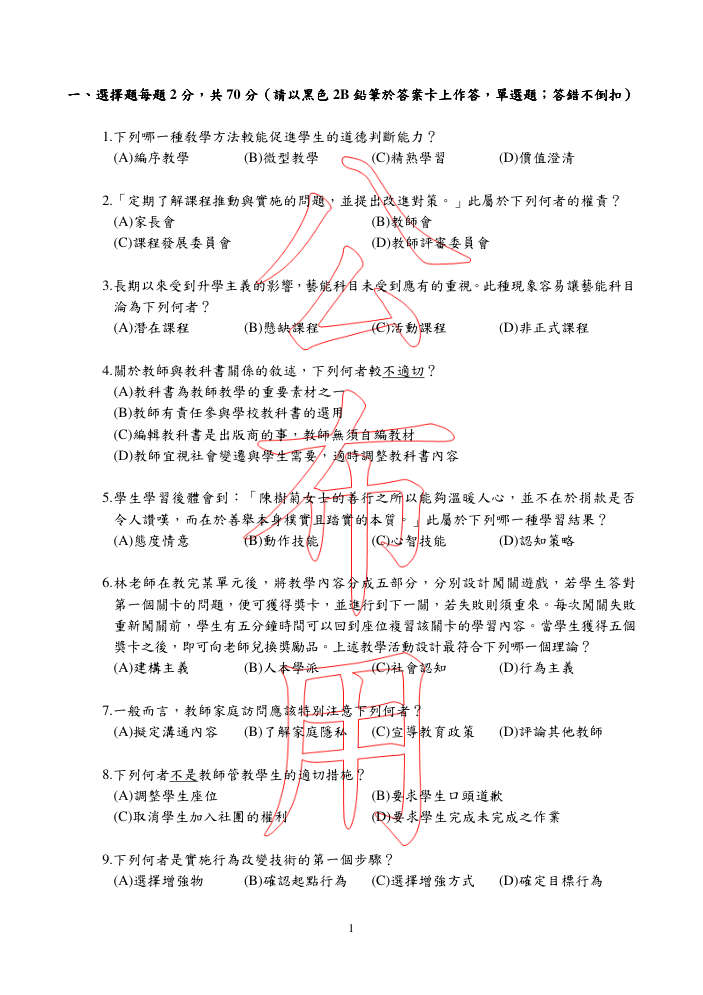 一、選擇題每題 2 分，共 70 分（請以黑色 2B 鉛筆於答案卡上作答，單選題；答錯不倒扣）
1.下列哪一種教學方法較能促進學生的道德判斷能力？
(A)編序教學 (B)微型教學 (C)精熟學習 (D)價值澄清
2.「定期了解課程推動與實施的問題，並提出改進對策。」此屬於下列何者的權責？
(A)家長會 (B)教師會
(C)課程發展委員會 (D)教師評審委員會
3.長期以來受到升學主義的影響，藝能科目未受到應有的重視。此種現象容易讓藝能科目
淪為下列何者？
(A)潛在課程 (B)懸缺課程 (C)活動課程 (D)非正式課程
4.關於教師與教科書關係的敘述，下列何者較不適切？
(A)教科書為教師教學的重要素材之一
(B)教師有責任參與學校教科書的選用
(C)編輯教科書是出版商的事，教師無須自編教材
(D)教師宜視社會變遷與學生需要，適時調整教科書內容
5.學生學習後體會到：「陳樹菊女士的善行之所以能夠溫暖人心，並不在於捐款是否
令人讚嘆，而在於善舉本身樸實且踏實的本質。」此屬於下列哪一種學習結果？
(A)態度情意 (B)動作技能 (C)心智技能 (D)認知策略
6.林老師在教完某單元後，將教學內容分成五部分，分別設計闖關遊戲，若學生答對
第一個關卡的問題，便可獲得獎卡，並進行到下一關，若失敗則須重來。每次闖關失敗
重新闖關前，學生有五分鐘時間可以回到座位複習該關卡的學習內容。當學生獲得五個
獎卡之後，即可向老師兌換獎勵品。上述教學活動設計最符合下列哪一個理論？
(A)建構主義 (B)人本學派 (C)社會認知 (D)行為主義
7.一般而言，教師家庭訪問應該特別注意下列何者？
(A)擬定溝通內容 (B)了解家庭隱私 (C)宣導教育政策 (D)評論其他教師
8.下列何者不是教師管教學生的適切措施？
(A)調整學生座位 (B)要求學生口頭道歉
(C)取消學生加入社團的權利 (D)要求學生完成未完成之作業
9.下列何者是實施行為改變技術的第一個步驟？
(A)選擇增強物 (B)確認起點行為 (C)選擇增強方式 (D)確定目標行為
1
公布用